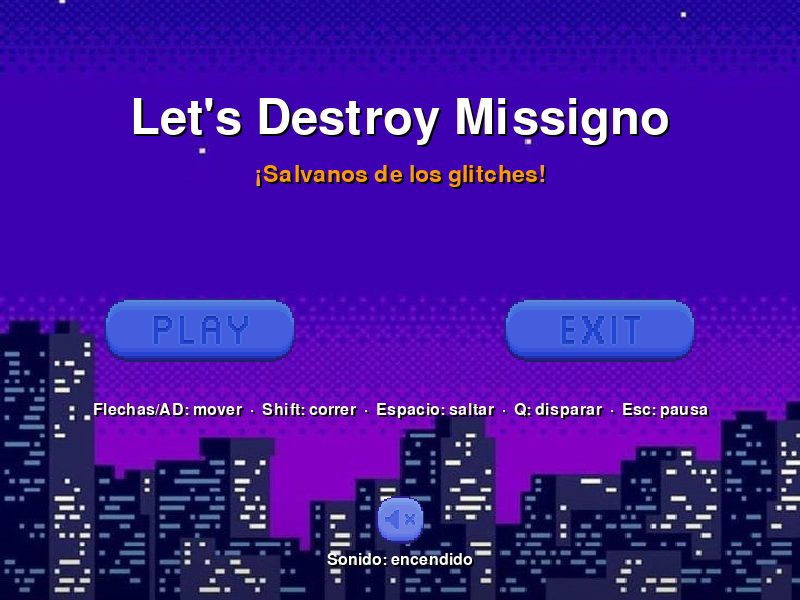 Let's Destroy Missigno
¡Salvanos de los glitches!
PLAY
EXIT
Flechas/AD: mover · Shift: correr · Espacio: saltar · Q: disparar · Esc: pausa
Sonido: encendido